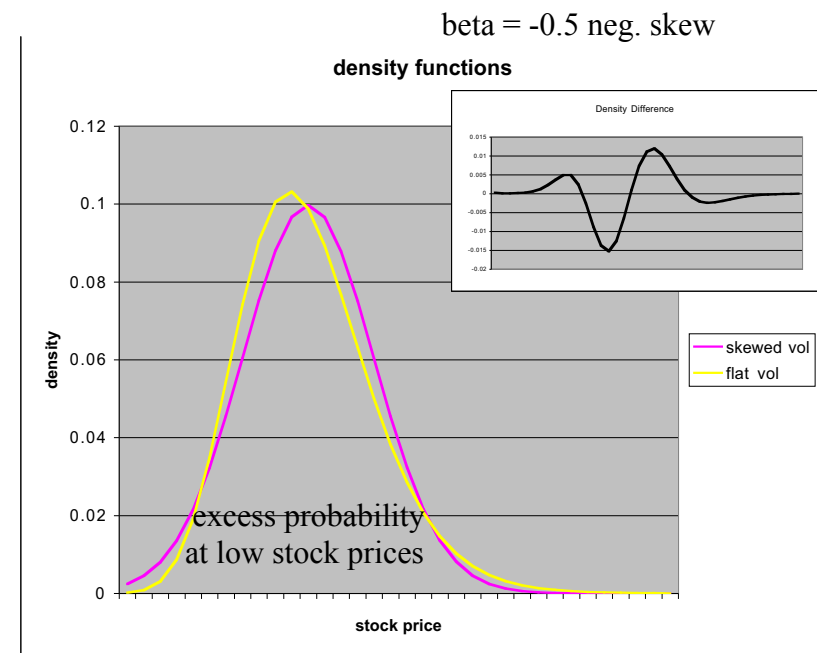 beta = -0.5 neg. skew
density functions
Density Difference
0.015
0.01
0.005
0
-0.005
-0.01
-0.015
-0.02
0.12
0.1
0.08
0.06
0.04
0.02
0
density
skewed vol
flat vol
excess probability
at low stock prices
stock price